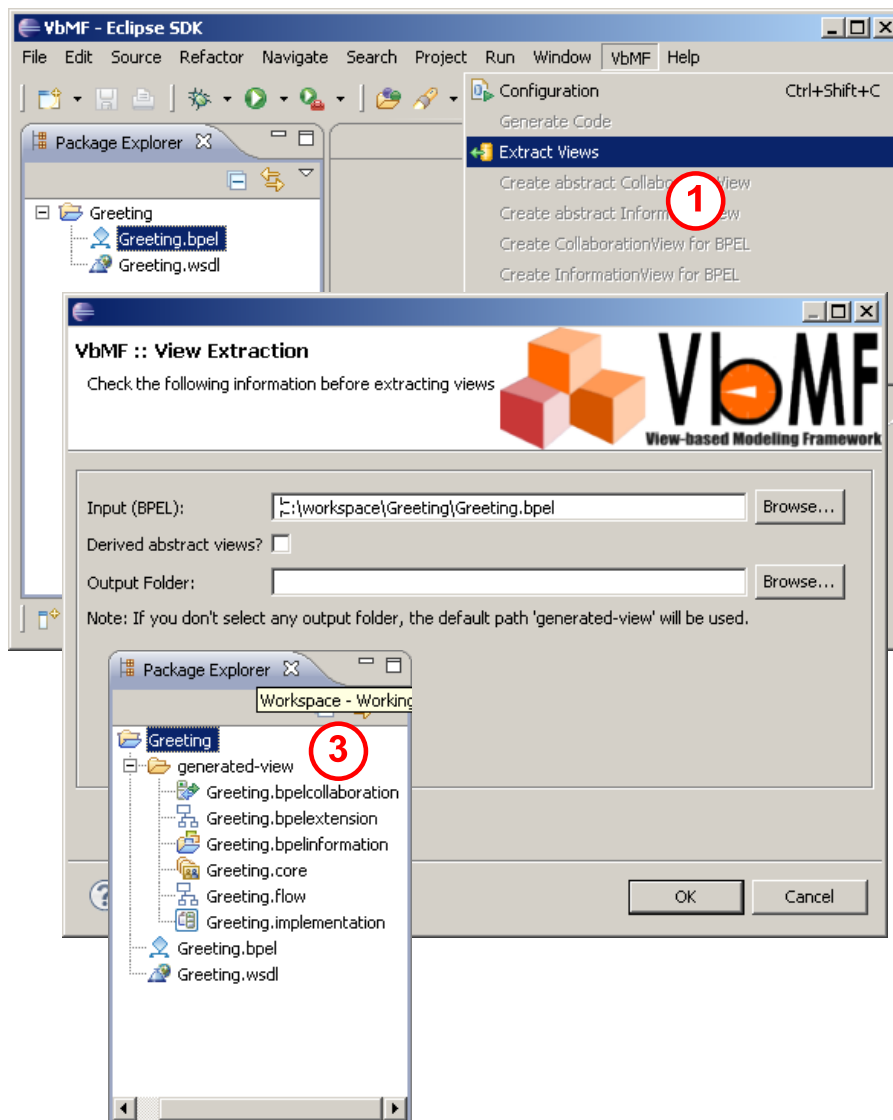 VbMF - Eclipse SDK
File Edit Source Refactor Navigate Search Project Run Window VbMF Help
Configuration Ctrl+Shift+C
Generate Code
Package Explorer
Extract Views
Create abstract View
1
Create abstract
Create CollaborationView for BPEL
Create InformationView for BPEL
Greeting
Greeting.bpel
Greeting.wsdl
VbMF :: View Extraction
Check the following information before extracting views
VbMF
View-based Modeling Framework
Input (BPEL): C:\workspace\Greeting\Greeting.bpel Browse...
Derived abstract views?
Output Folder: Browse...
Note: If you don't select any output folder, the default path 'generated-view' will be used.
Package Explorer
Workspace - Working
3
Greeting
generated-view
Greeting.bpelcollaboration
Greeting.bpelextension
Greeting.bpelinformation
Greeting.core
Greeting.flow
Greeting.implementation
Greeting.bpel
Greeting.wsdl
? OK Cancel